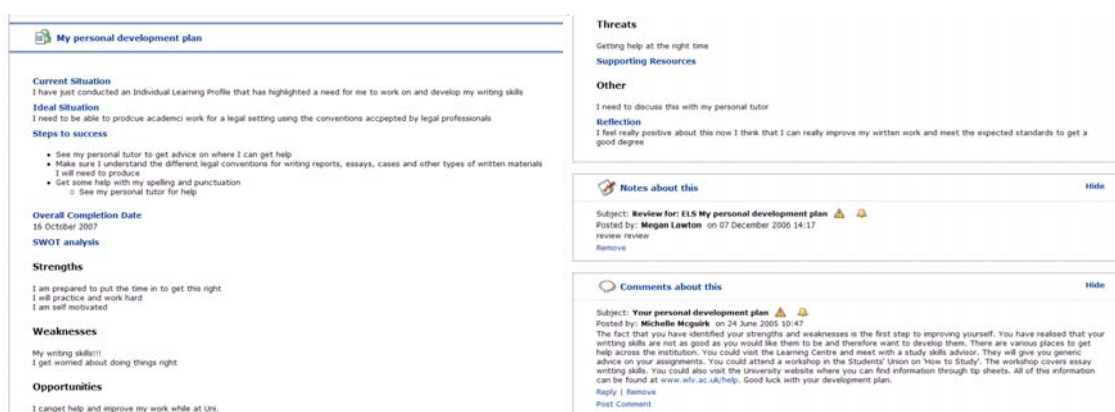 My personal development plan
Current Situation
I have just conducted an Individual Learning Profile that has highlighted a need for me to work on and develop my writing skills
Ideal Situation
I need to be able to prodcue academci work for a legal setting using the conventions accpepted by legal professionals
Steps to success
• See my personal tutor to get advice on where I can get help
• Make sure I understand the different legal conventions for writing reports, essays, cases and other types of written materials
I will need to produce
• Get some help with my spelling and punctuation
○ See my personal tutor for help
Overall Completion Date
16 October 2007
SWOT analysis
Strengths
I am prepared to put the time in to get this right
I will practice and work hard
I am self motivated
Weaknesses
My writing skills!!!
I get worried about doing things right
Opportunities
I canget help and improve my work while at Uni.
Threats
Getting help at the right time
Supporting Resources
Other
I need to discuss this with my personal tutor
Reflection
I feel really positive about this now I think that I can really improve my wirtten work and meet the expected standards to get a
good degree
Notes about this
Hide
Subject: Review for: ELS My personal development plan
Posted by: Megan Lawton on 07 December 2006 14:17
review review
Remove
Comments about this
Hide
Subject: Your personal development plan
Posted by: Michelle Mcguirk on 24 June 2005 10:47
The fact that you have identified your strengths and weaknesses is the first step to improving yourself. You have realised that your
writing skills are not as good as you would like them to be and therefore want to develop them. There are various places to get
help across the institution. You could visit the Learning Centre and meet with a study skills advisor. They will give you generic
advice on your assignments. You could attend a workshop in the Students' Union on 'How to Study'. The workshop covers essay
writing skills. You could also visit the University website where you can find information through tip sheets. All of this information
can be found at www.wlv.ac.uk/help. Good luck with your development plan.
Reply | Remove
Post Comment